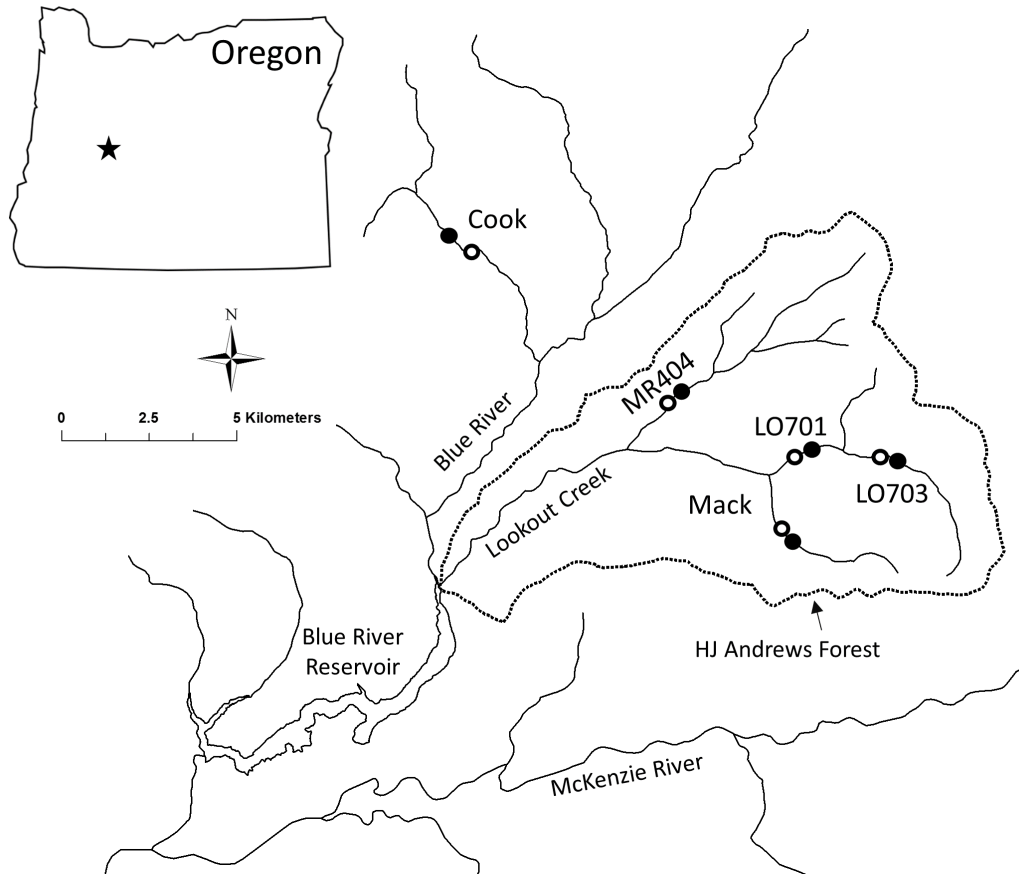 Oregon
Cook
N
0 2.5 5 Kilometers
MR404
Blue River
LO701
LO703
Mack
Lookout Creek
Blue River
Reservoir
HJ Andrews Forest
McKenzie River